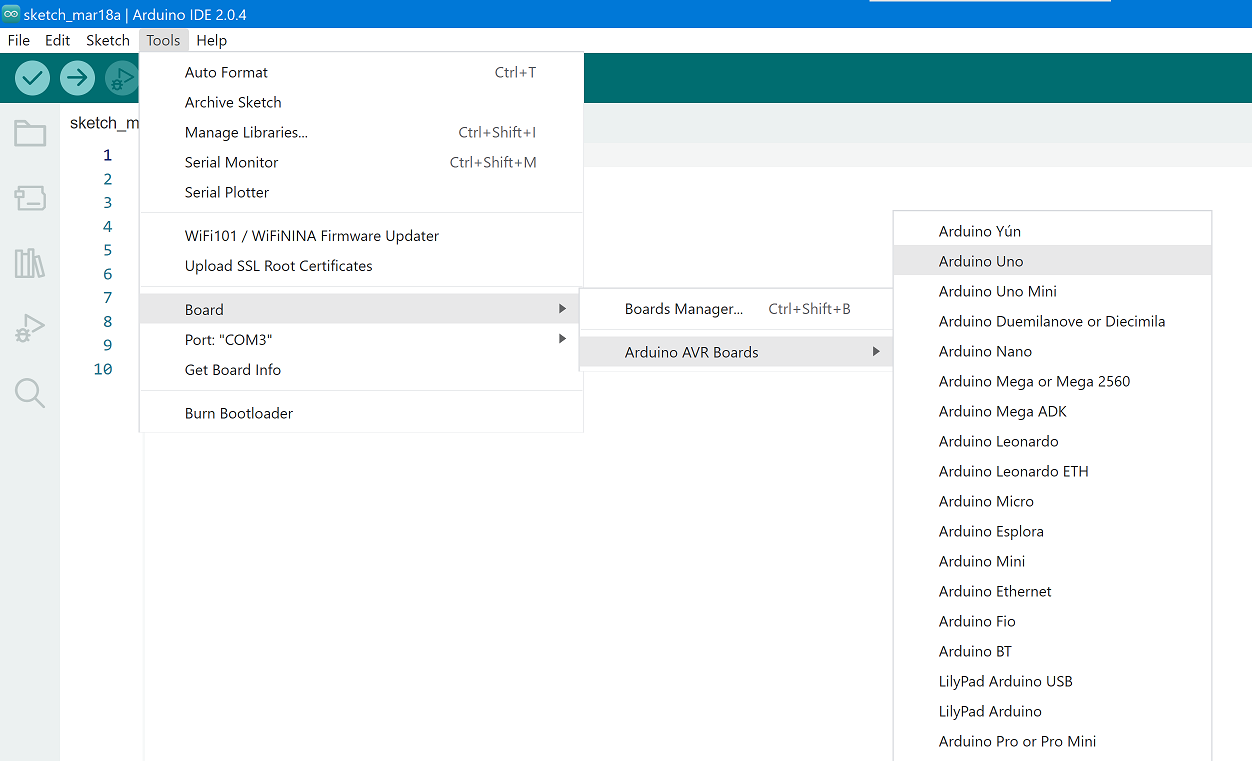 sketch_mar18a | Arduino IDE 2.0.4
File Edit Sketch Tools Help
sketch_m
1
2
3
4
5
6
7
8
9
10
Auto Format Ctrl+T
Archive Sketch
Manage Libraries... Ctrl+Shift+I
Serial Monitor Ctrl+Shift+M
Serial Plotter
WiFi101 / WiFiNINA Firmware Updater
Upload SSL Root Certificates
Board
Port: "COM3"
Get Board Info
Burn Bootloader
Boards Manager... Ctrl+Shift+B
Arduino AVR Boards
Arduino Yún
Arduino Uno
Arduino Uno Mini
Arduino Duemilanove or Diecimila
Arduino Nano
Arduino Mega or Mega 2560
Arduino Mega ADK
Arduino Leonardo
Arduino Leonardo ETH
Arduino Micro
Arduino Esplora
Arduino Mini
Arduino Ethernet
Arduino Fio
Arduino BT
LilyPad Arduino USB
LilyPad Arduino
Arduino Pro or Pro Mini